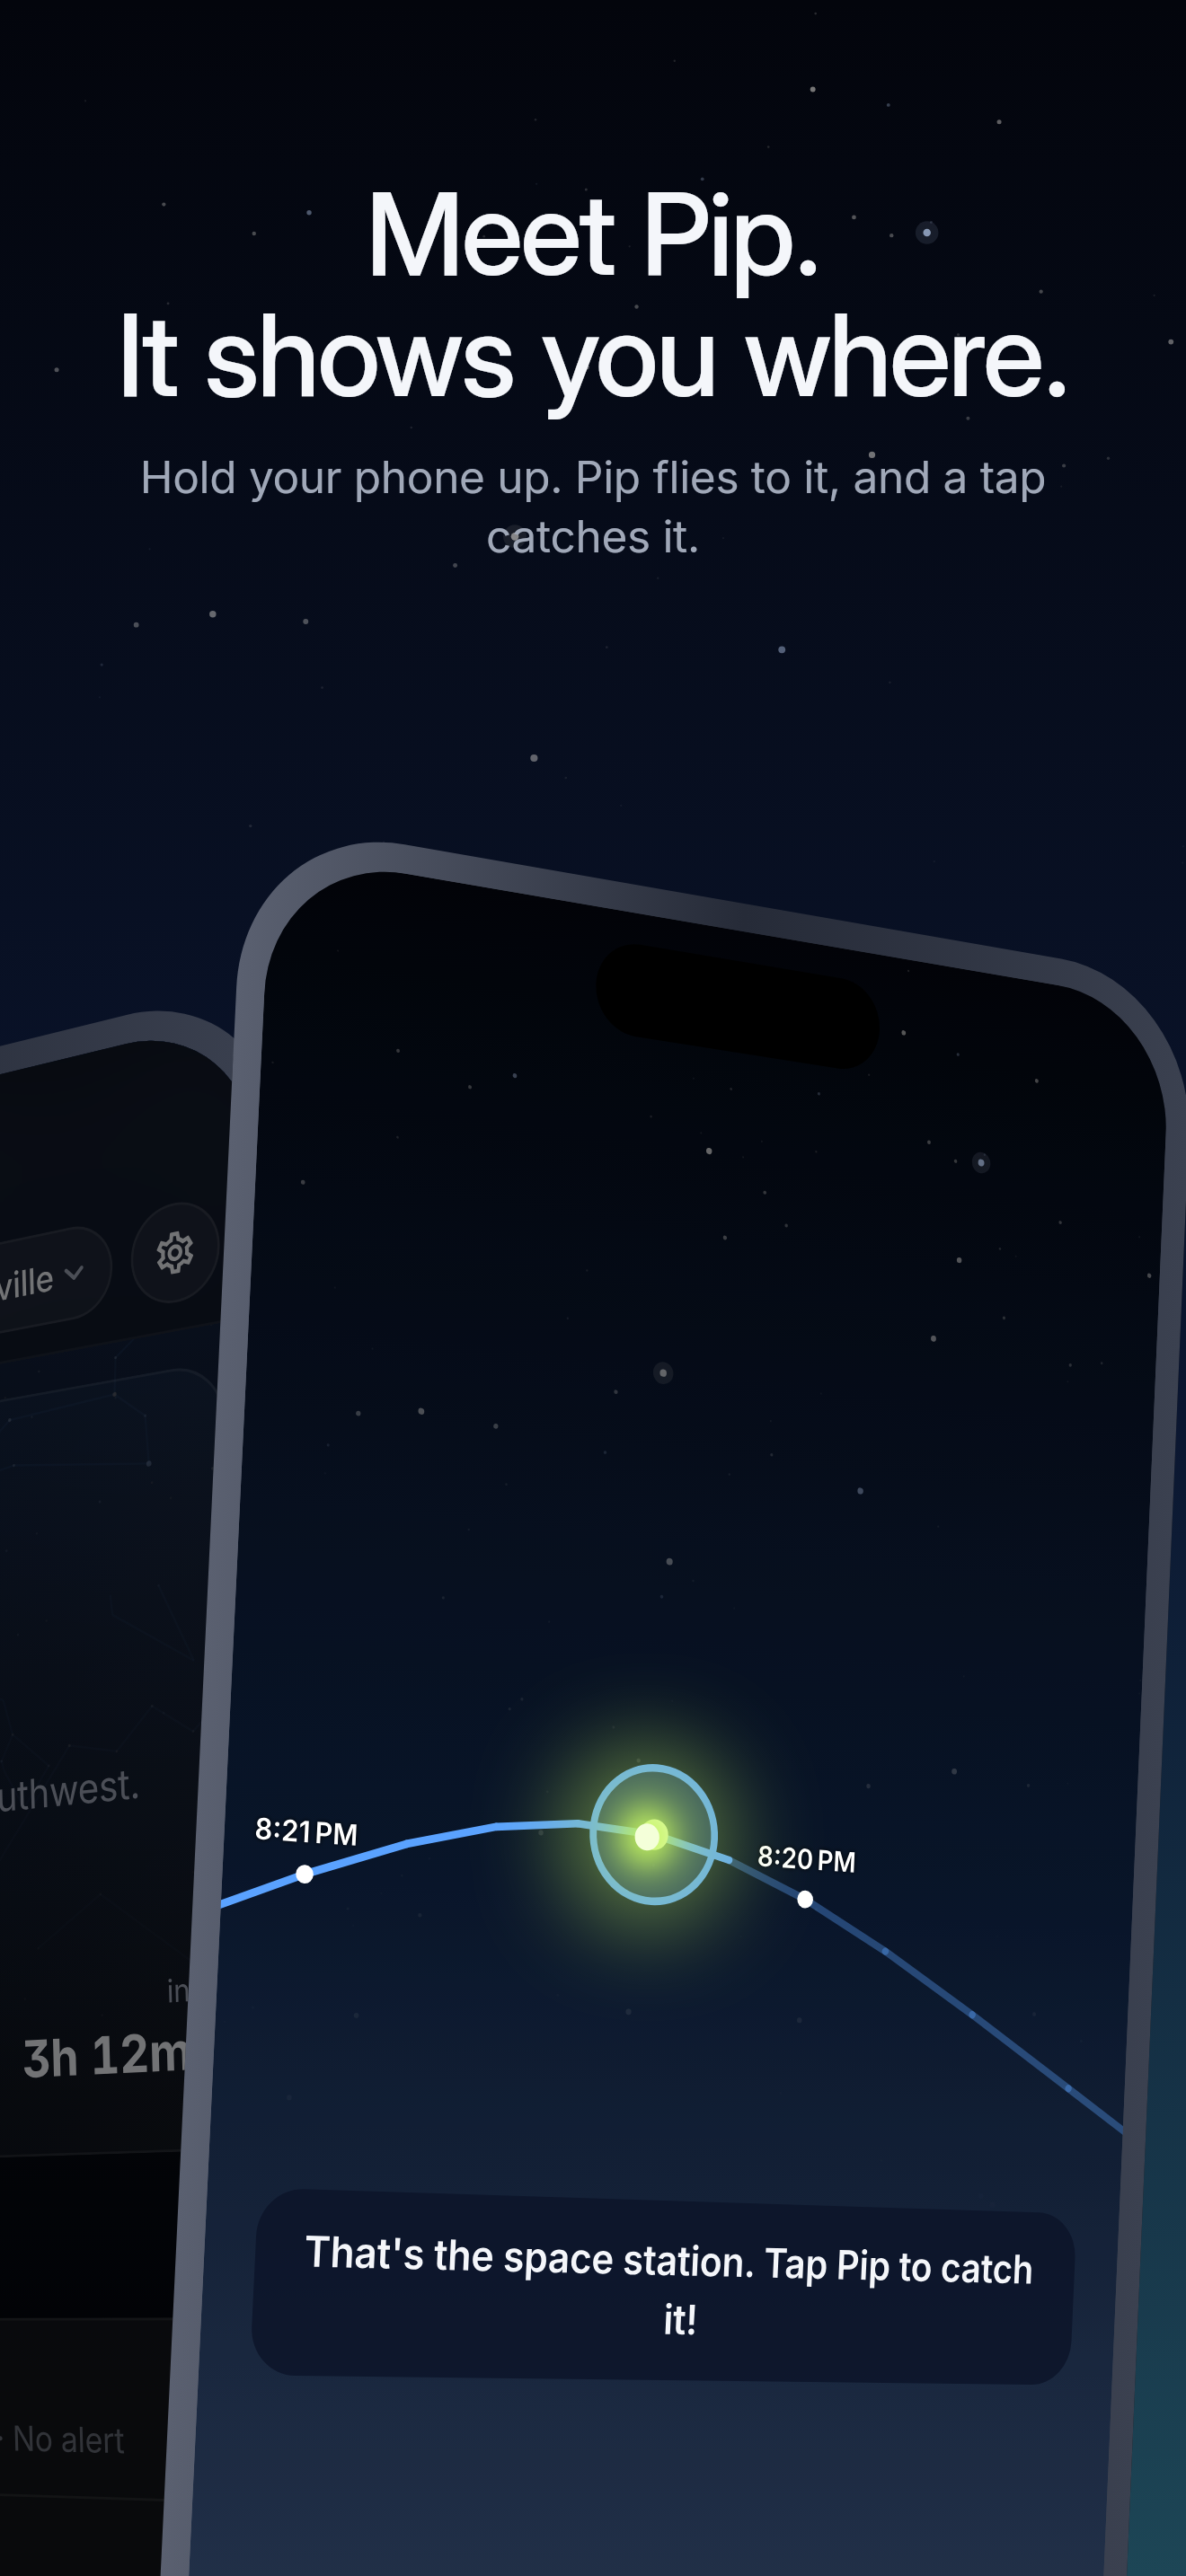 Meet Pip.
It shows you where.
Hold your phone up. Pip flies to it, and a tap
catches it.
ville
uthwest.
in
3h 12m
No alert
8:21 PM
8:20 PM
That's the space station. Tap Pip to catch
it!